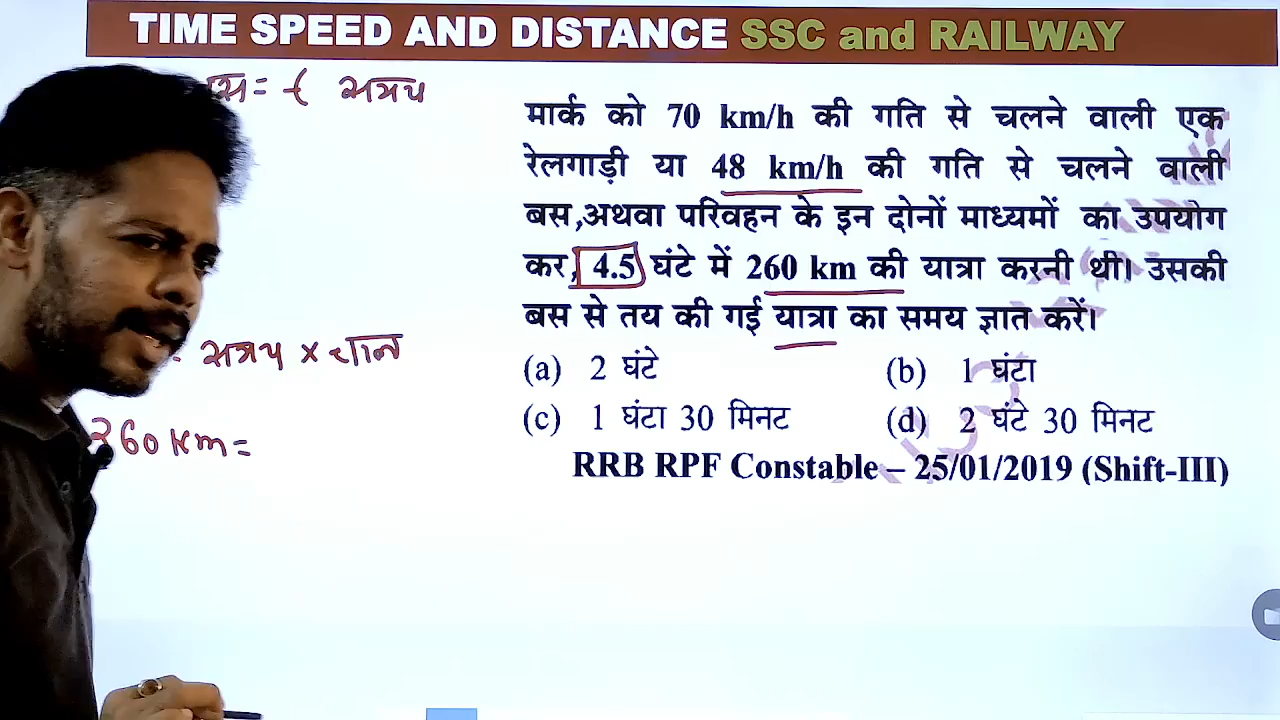 TIME SPEED AND DISTANCE SSC and RAILWAY
स= t समय
मार्क को 70 km/h की गति से चलने वाली एक
रेलगाड़ी या 48 km/h की गति से चलने वाली
बस,अथवा परिवहन के इन दोनों माध्यमों का उपयोग
कर, 4.5 घंटे में 260 km की यात्रा करनी थी। उसकी
बस से तय की गई यात्रा का समय ज्ञात करें।
समय × चाल
(a) 2 घंटे (b) 1 घंटा
(c) 1 घंटा 30 मिनट (d) 2 घंटे 30 मिनट
260 km =
RRB RPF Constable – 25/01/2019 (Shift-III)